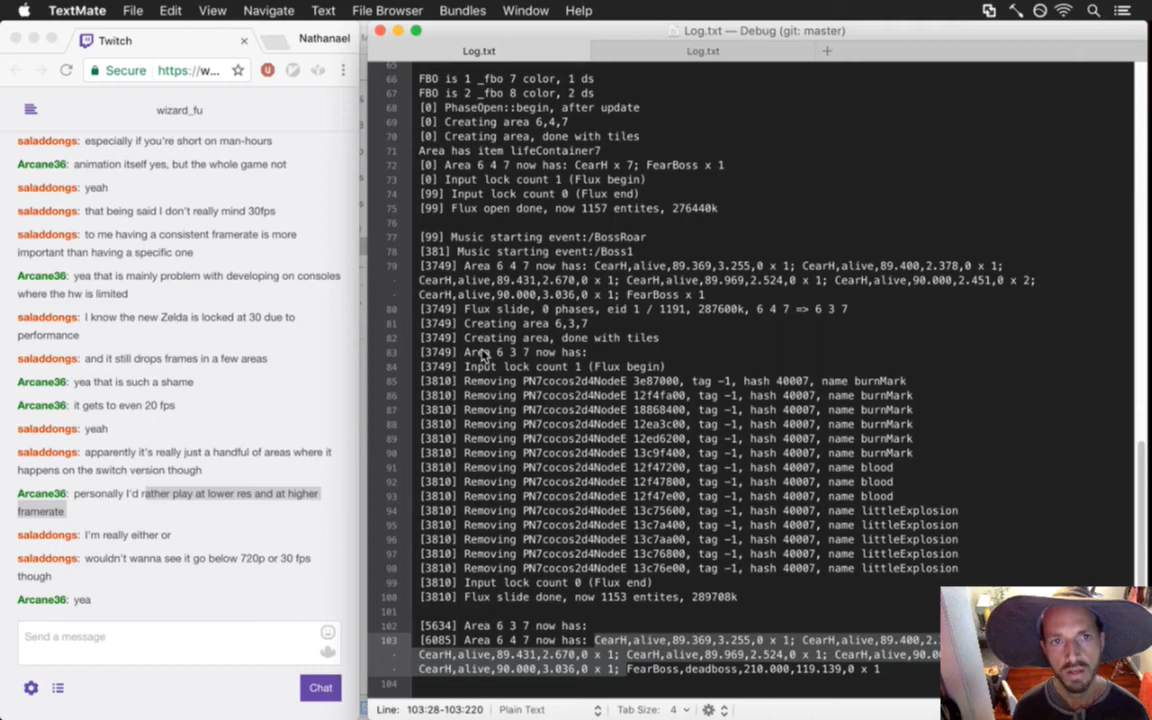 TextMate File Edit View Navigate Text File Browser Bundles Window Help
Twitch
Nathanael
Secure https://w...
wizard_fu
saladdongs: especially if you're short on man-hours
Arcane36: animation itself yes, but the whole game not
saladdongs: yeah
saladdongs: that being said I don't really mind 30fps
saladdongs: to me having a consistent framerate is more
important than having a specific one
Arcane36: yea that is mainly problem with developing on consoles
where the hw is limited
saladdongs: I know the new Zelda is locked at 30 due to
performance
saladdongs: and it still drops frames in a few areas
Arcane36: yea that is such a shame
Arcane36: it gets to even 20 fps
saladdongs: yeah
saladdongs: apparently it's really just a handful of areas where it
happens on the switch version though
Arcane36: personally I'd rather play at lower res and at higher
framerate
saladdongs: I'm really either or
saladdongs: wouldn't wanna see it go below 720p or 30 fps
though
Arcane36: yea
Send a message
Chat
Log.txt — Debug (git: master)
Log.txt Log.txt
65
66 FBO is 1 _fbo 7 color, 1 ds
67 FBO is 2 _fbo 8 color, 2 ds
68 [0] PhaseOpen::begin, after update
69 [0] Creating area 6,4,7
70 [0] Creating area, done with tiles
71 Area has item lifeContainer7
72 [0] Area 6 4 7 now has: CearH x 7; FearBoss x 1
73 [0] Input lock count 1 (Flux begin)
74 [99] Input lock count 0 (Flux end)
75 [99] Flux open done, now 1157 entites, 276440k
76
77 [99] Music starting event:/BossRoar
78 [381] Music starting event:/Boss1
79 [3749] Area 6 4 7 now has: CearH,alive,89.369,3.255,0 x 1; CearH,alive,89.400,2.378,0 x 1;
CearH,alive,89.431,2.670,0 x 1; CearH,alive,89.969,2.524,0 x 1; CearH,alive,90.000,2.451,0 x 2;
CearH,alive,90.000,3.036,0 x 1; FearBoss x 1
80 [3749] Flux slide, 0 phases, eid 1 / 1191, 287600k, 6 4 7 => 6 3 7
81 [3749] Creating area 6,3,7
82 [3749] Creating area, done with tiles
83 [3749] Area 6 3 7 now has:
84 [3749] Input lock count 1 (Flux begin)
85 [3810] Removing PN7cocos2d4NodeE 3e87000, tag -1, hash 40007, name burnMark
86 [3810] Removing PN7cocos2d4NodeE 12f4fa00, tag -1, hash 40007, name burnMark
87 [3810] Removing PN7cocos2d4NodeE 18868400, tag -1, hash 40007, name burnMark
88 [3810] Removing PN7cocos2d4NodeE 12ea3c00, tag -1, hash 40007, name burnMark
89 [3810] Removing PN7cocos2d4NodeE 12ed6200, tag -1, hash 40007, name burnMark
90 [3810] Removing PN7cocos2d4NodeE 13c9f400, tag -1, hash 40007, name burnMark
91 [3810] Removing PN7cocos2d4NodeE 12f47200, tag -1, hash 40007, name blood
92 [3810] Removing PN7cocos2d4NodeE 12f47800, tag -1, hash 40007, name blood
93 [3810] Removing PN7cocos2d4NodeE 12f47e00, tag -1, hash 40007, name blood
94 [3810] Removing PN7cocos2d4NodeE 13c75600, tag -1, hash 40007, name littleExplosion
95 [3810] Removing PN7cocos2d4NodeE 13c7a400, tag -1, hash 40007, name littleExplosion
96 [3810] Removing PN7cocos2d4NodeE 13c7aa00, tag -1, hash 40007, name littleExplosion
97 [3810] Removing PN7cocos2d4NodeE 13c76800, tag -1, hash 40007, name littleExplosion
98 [3810] Removing PN7cocos2d4NodeE 13c76e00, tag -1, hash 40007, name littleExplosion
99 [3810] Input lock count 0 (Flux end)
100 [3810] Flux slide done, now 1153 entites, 289708k
101
102 [5634] Area 6 3 7 now has:
103 [6085] Area 6 4 7 now has: CearH,alive,89.369,3.255,0 x 1; CearH,alive,89.400,2.
CearH,alive,89.431,2.670,0 x 1; CearH,alive,89.969,2.524,0 x 1; CearH,alive,90.00
CearH,alive,90.000,3.036,0 x 1; FearBoss,deadboss,210.000,119.139,0 x 1
104
Line: 103:28-103:220 Plain Text Tab Size: 4